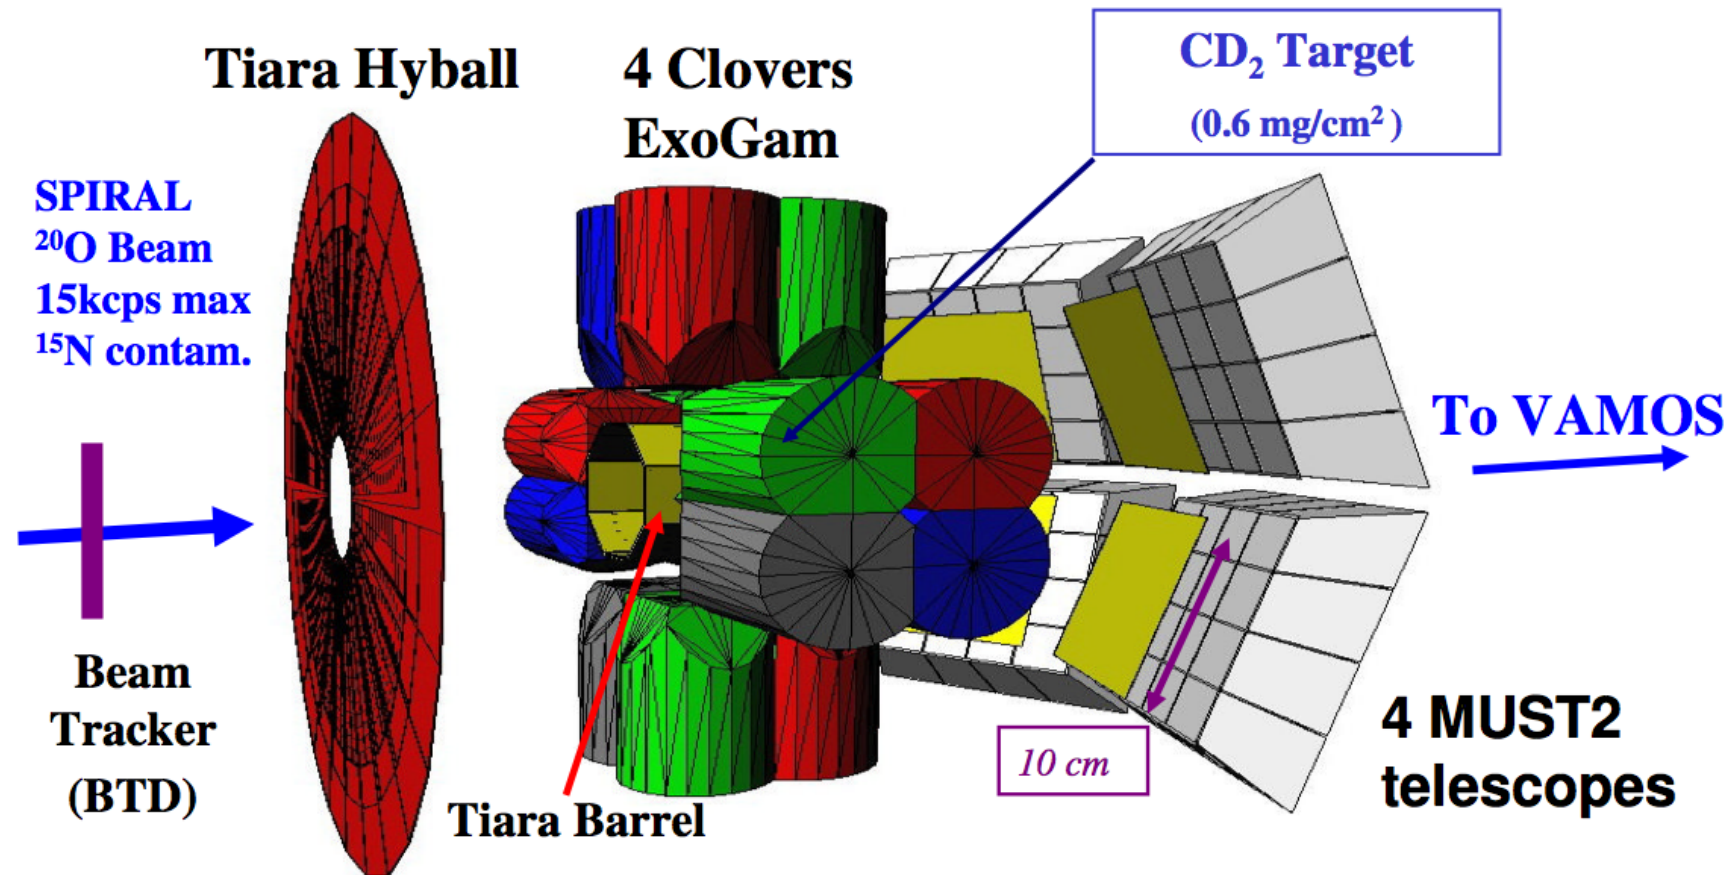 Tiara Hyball
4 Clovers
ExoGam
CD₂ Target
(0.6 mg/cm²)
SPIRAL
²⁰O Beam
15kcps max
¹⁵N contam.
To VAMOS
Beam
Tracker
(BTD)
Tiara Barrel
10 cm
4 MUST2
telescopes